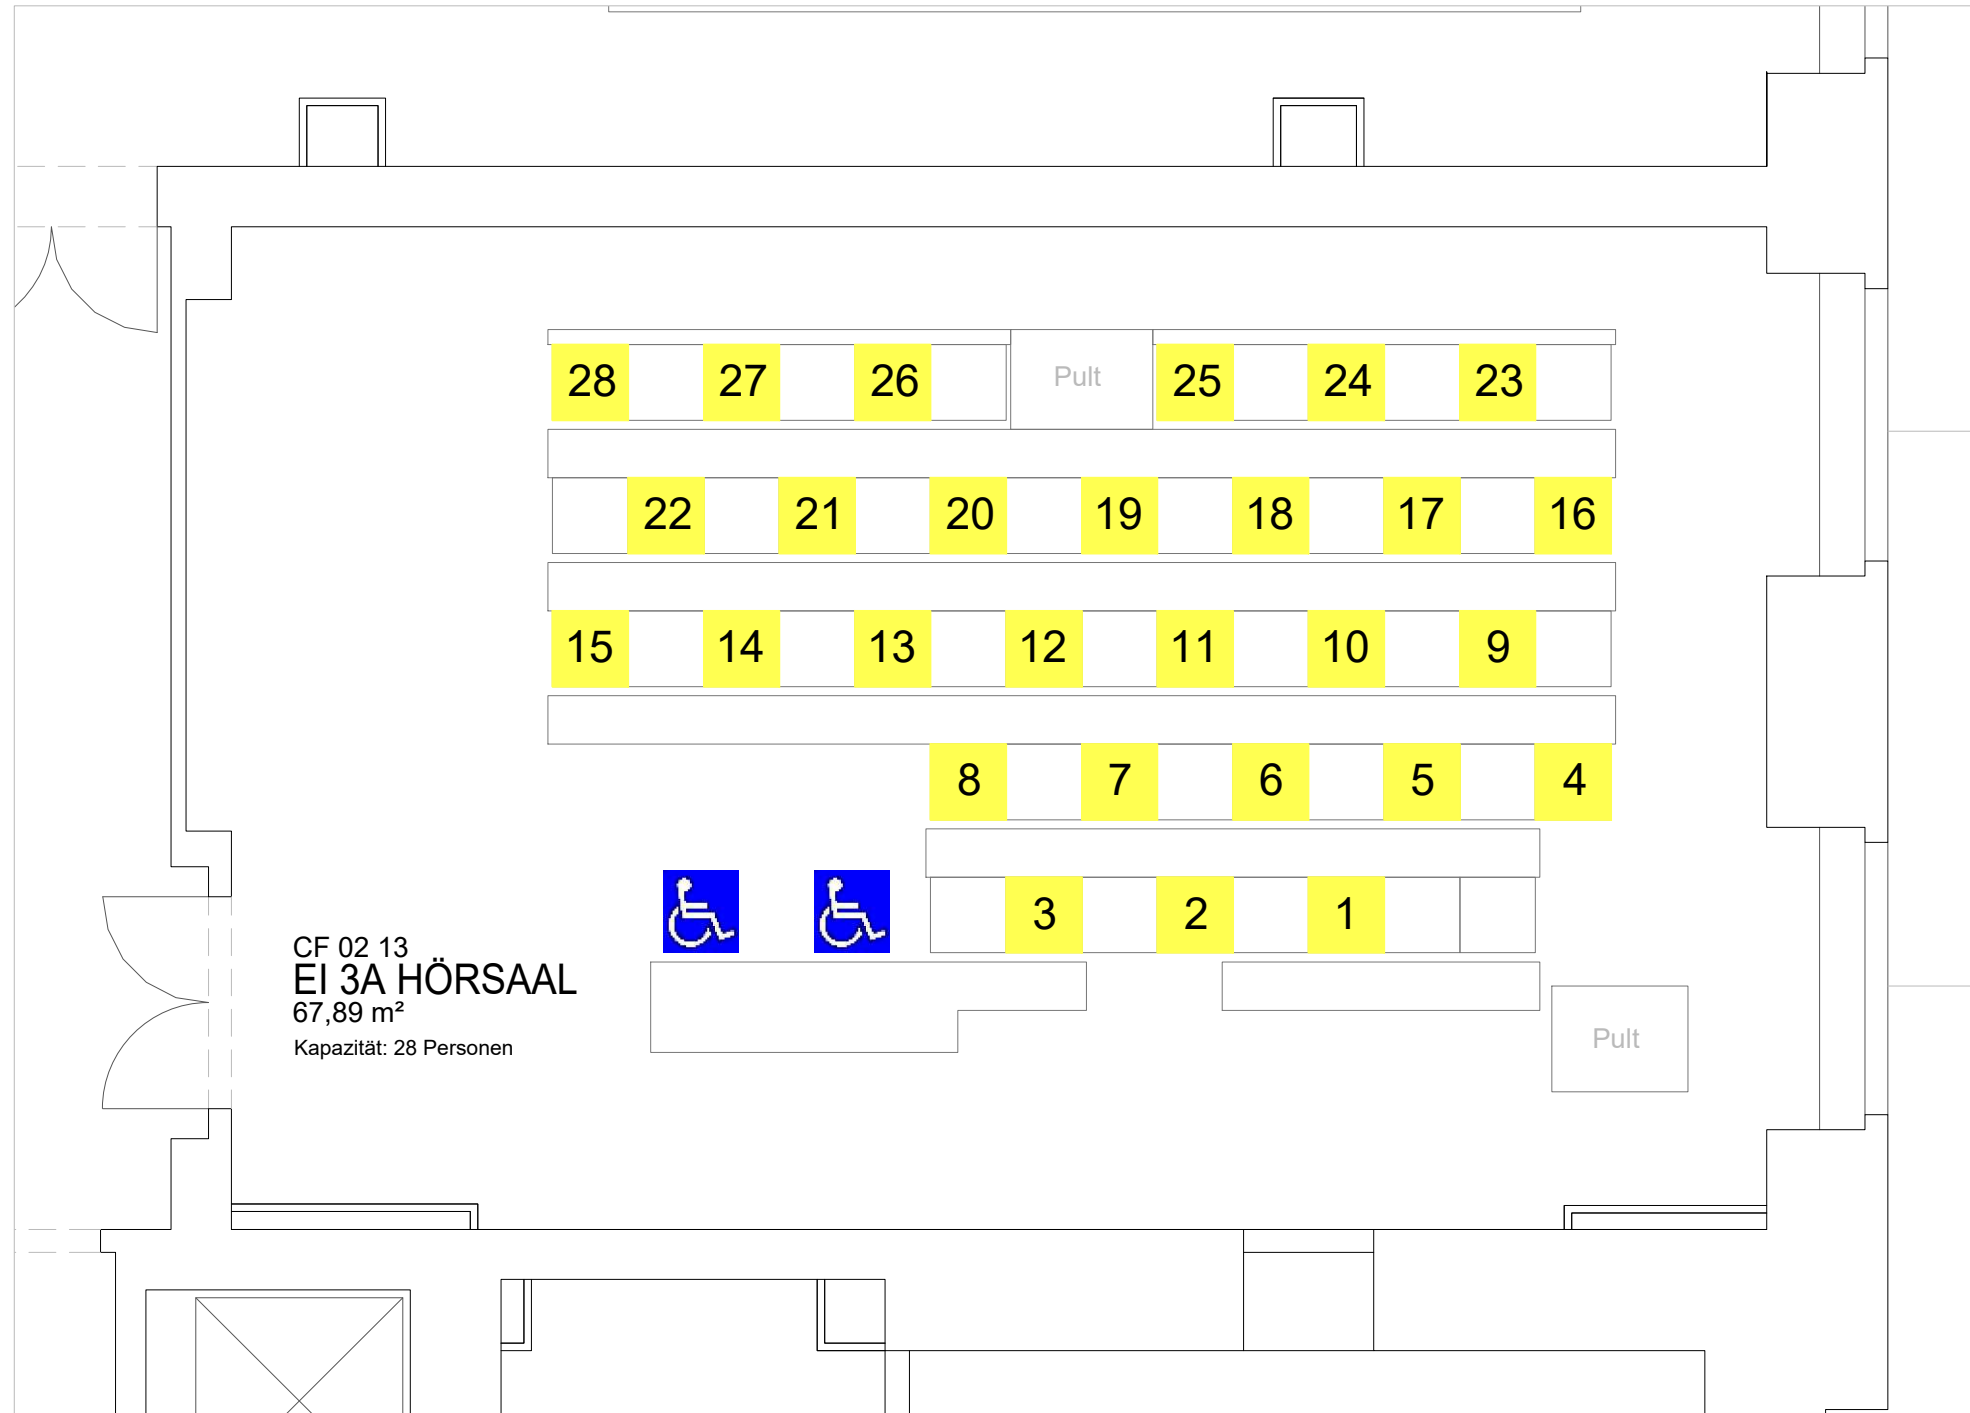 28 27 26 Pult 25 24 23
22 21 20 19 18 17 16
15 14 13 12 11 10 9
8 7 6 5 4
3 2 1
CF 02 13
EI 3A HÖRSAAL
67,89 m²
Kapazität: 28 Personen
Pult